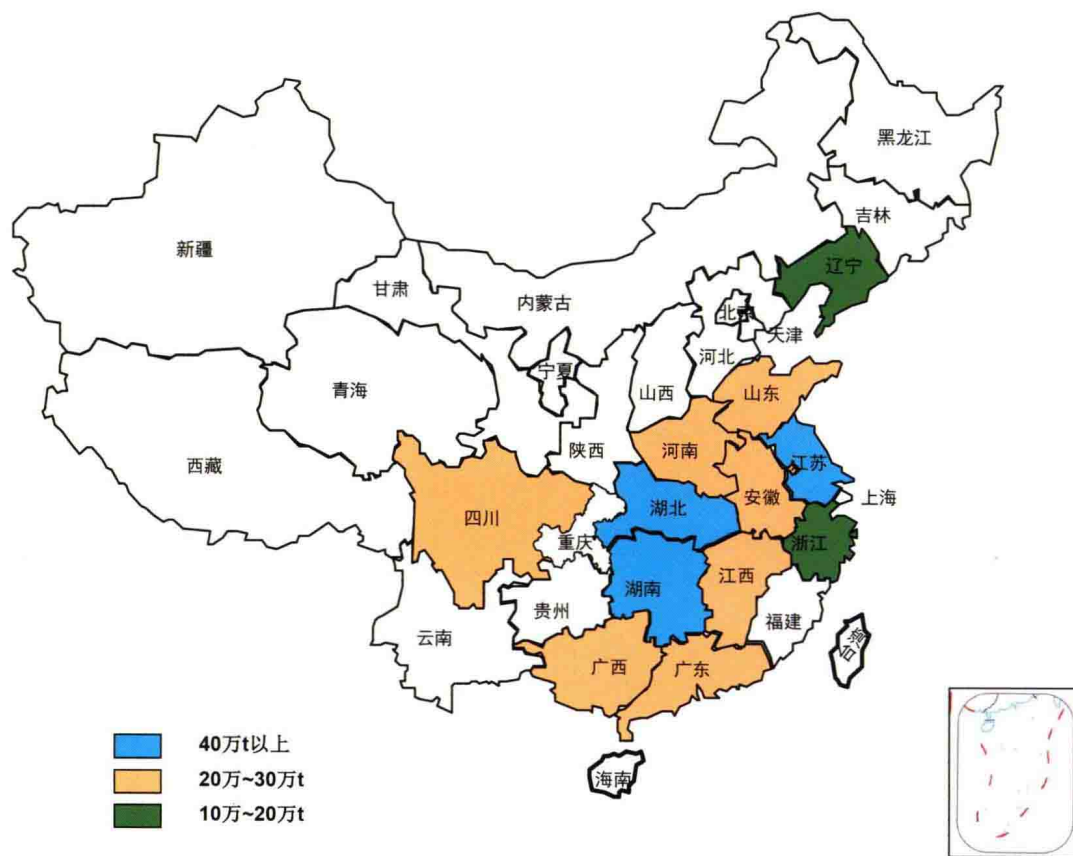 黑龙江
吉林
辽宁
新疆
甘肃
内蒙古
北京
天津
河北
宁夏
山西
山东
青海
陕西
河南
江苏
西藏
安徽
上海
四川
湖北
重庆
浙江
湖南
江西
贵州
福建
云南
台湾
广西
广东
海南
40万t以上
20万~30万t
10万~20万t